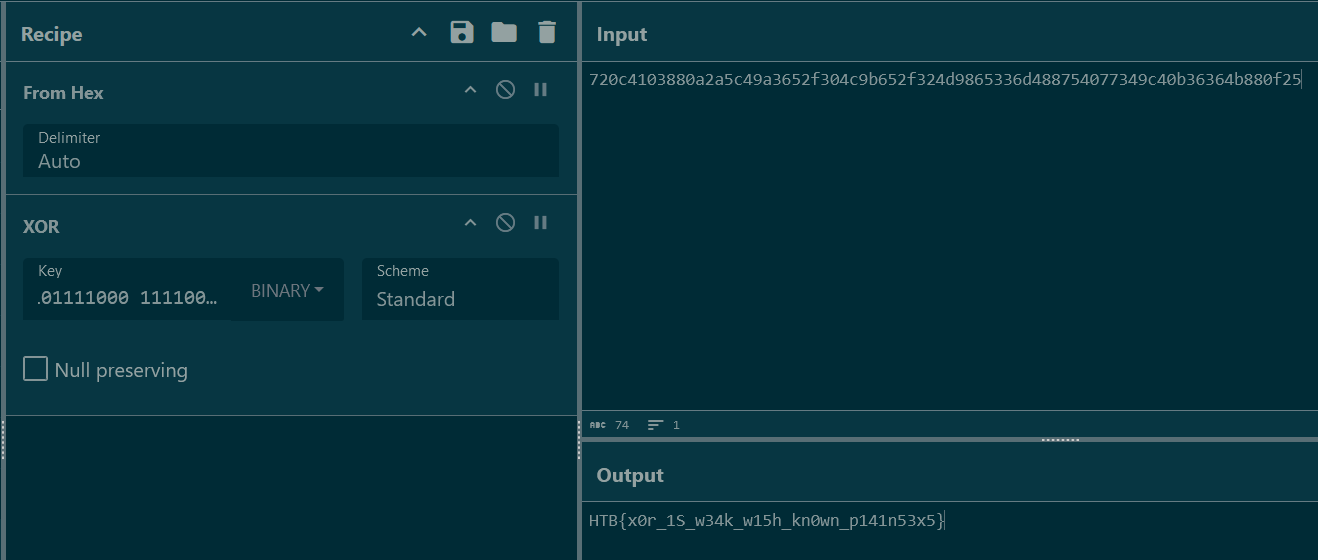 Recipe
From Hex
Delimiter
Auto
XOR
Key
.01111000 111100…
BINARY
Scheme
Standard
Null preserving
Input
720c4103880a2a5c49a3652f304c9b652f324d9865336d488754077349c40b36364b880f25
ABC 74 1
Output
HTB{x0r_1S_w34k_w15h_kn0wn_p141n53x5}